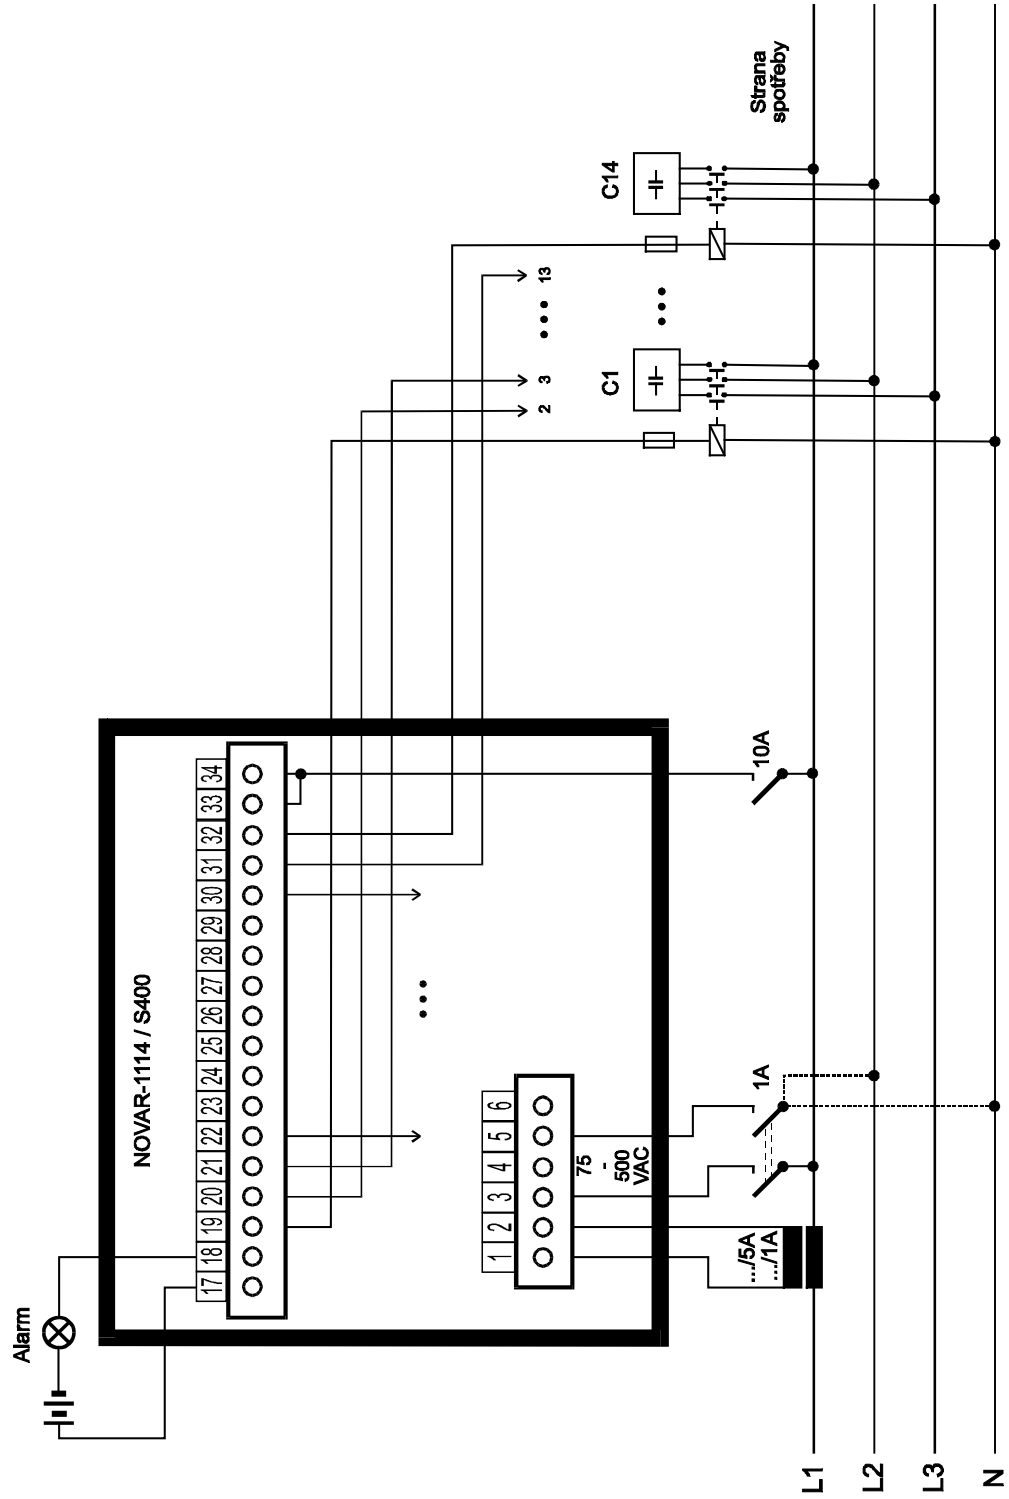 Alarm
NOVAR-1114 / S400
17 18 19 20 21 22 23 24 25 26 27 28 29 30 31 32 33 34
1 2 3 4 5 6
75
-
500
VAC
.../5A
.../1A
1A
10A
2 3 13
C1
C14
Strana
spotřeby
L1
L2
L3
N